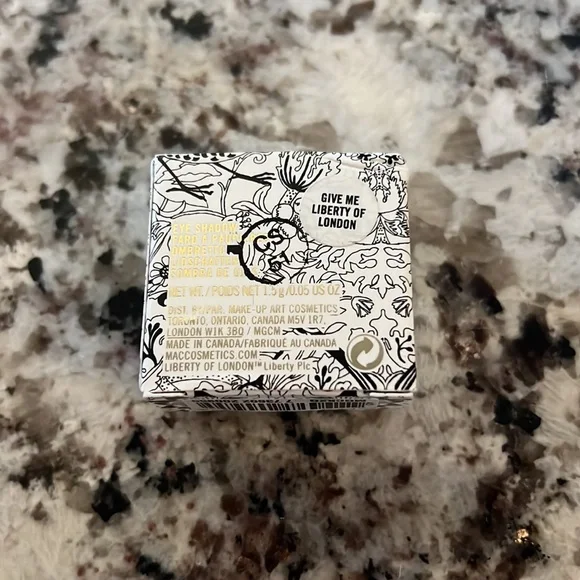 GIVE ME
LIBERTY OF
LONDON
EYE SHADOW
OMBRE
NET WT./POIDS NET 1.5g/0.05 US OZ
DIST. BY/PAR. MAKE-UP ART COSMETICS
TORONTO, ONTARIO, CANADA M5V 1R7,
LONDON W1K 3BQ / MGCM
MADE IN CANADA/FABRIQUÉ AU CANADA
MACCOSMETICS.COM
LIBERTY OF LONDON™ Liberty Plc